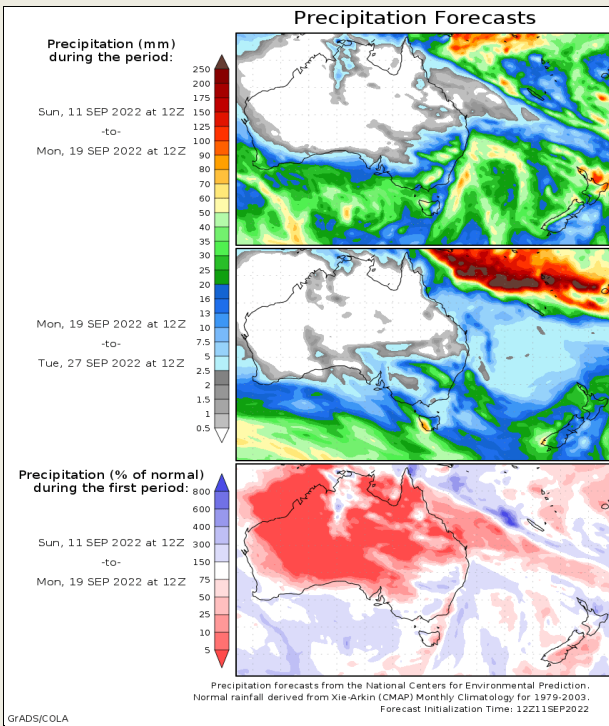 Precipitation Forecasts
Precipitation (mm)
during the period:
250
200
175
150
125
100
90
80
70
60
50
40
35
30
25
20
16
13
10
7.5
5
2.5
2
1.5
1
0.5
Sun, 11 SEP 2022 at 12Z
-to-
Mon, 19 SEP 2022 at 12Z
Mon, 19 SEP 2022 at 12Z
-to-
Tue, 27 SEP 2022 at 12Z
Precipitation (% of normal)
during the first period:
800
600
400
300
150
75
50
25
10
5
Sun, 11 SEP 2022 at 12Z
-to-
Mon, 19 SEP 2022 at 12Z
Precipitation forecasts from the National Centers for Environmental Prediction.
Normal rainfall derived from Xie-Arkin (CMAP) Monthly Climatology for 1979-2003.
Forecast Initialization Time: 12Z11SEP2022
GrADS/COLA